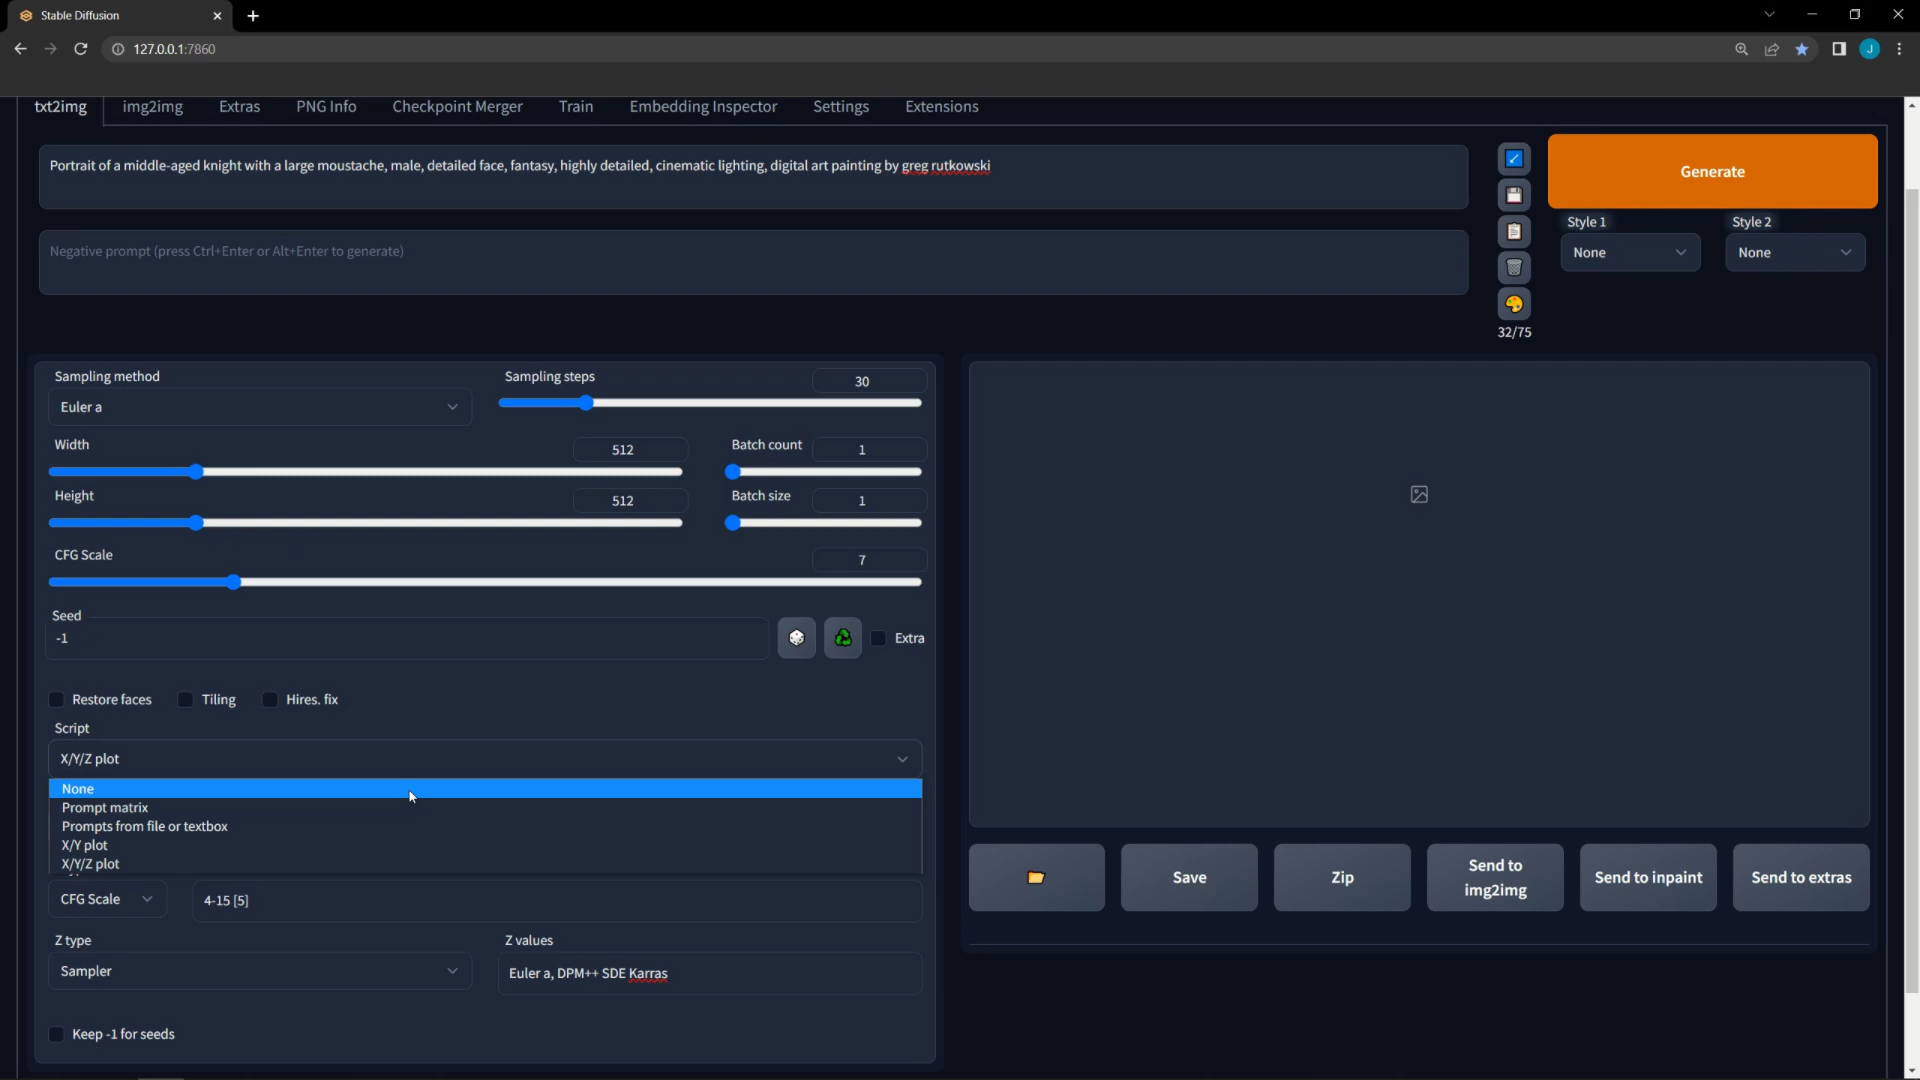 Stable Diffusion
127.0.0.1:7860
J
txt2img img2img Extras PNG Info Checkpoint Merger Train Embedding Inspector Settings Extensions
Portrait of a middle-aged knight with a large moustache, male, detailed face, fantasy, highly detailed, cinematic lighting, digital art painting by greg rutkowski
Generate
Style 1 Style 2
None None
Negative prompt (press Ctrl+Enter or Alt+Enter to generate)
32/75
Sampling method
Euler a
Sampling steps 30
Width 512
Batch count 1
Height 512
Batch size 1
CFG Scale 7
Seed
-1
Extra
Restore faces Tiling Hires. fix
Script
X/Y/Z plot
None
Prompt matrix
Prompts from file or textbox
X/Y plot
X/Y/Z plot
CFG Scale 4-15 [5]
Z type Z values
Sampler Euler a, DPM++ SDE Karras
Keep -1 for seeds
Save Zip Send to img2img Send to inpaint Send to extras